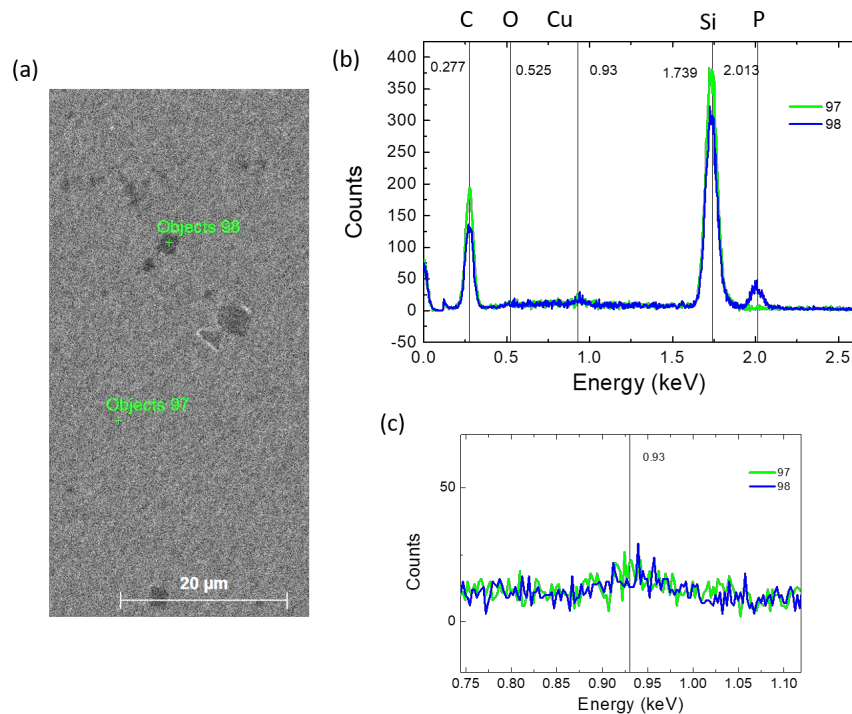 C O Cu Si P
(a)
Objects 98
Objects 97
20 µm
(b)
0.277 0.525 0.93 1.739 2.013
97
98
Counts
400
350
300
250
200
150
100
50
0
-50
0.0 0.5 1.0 1.5 2.0 2.5
Energy (keV)
(c)
0.93
97
98
Counts
50
0
0.75 0.80 0.85 0.90 0.95 1.00 1.05 1.10
Energy (keV)